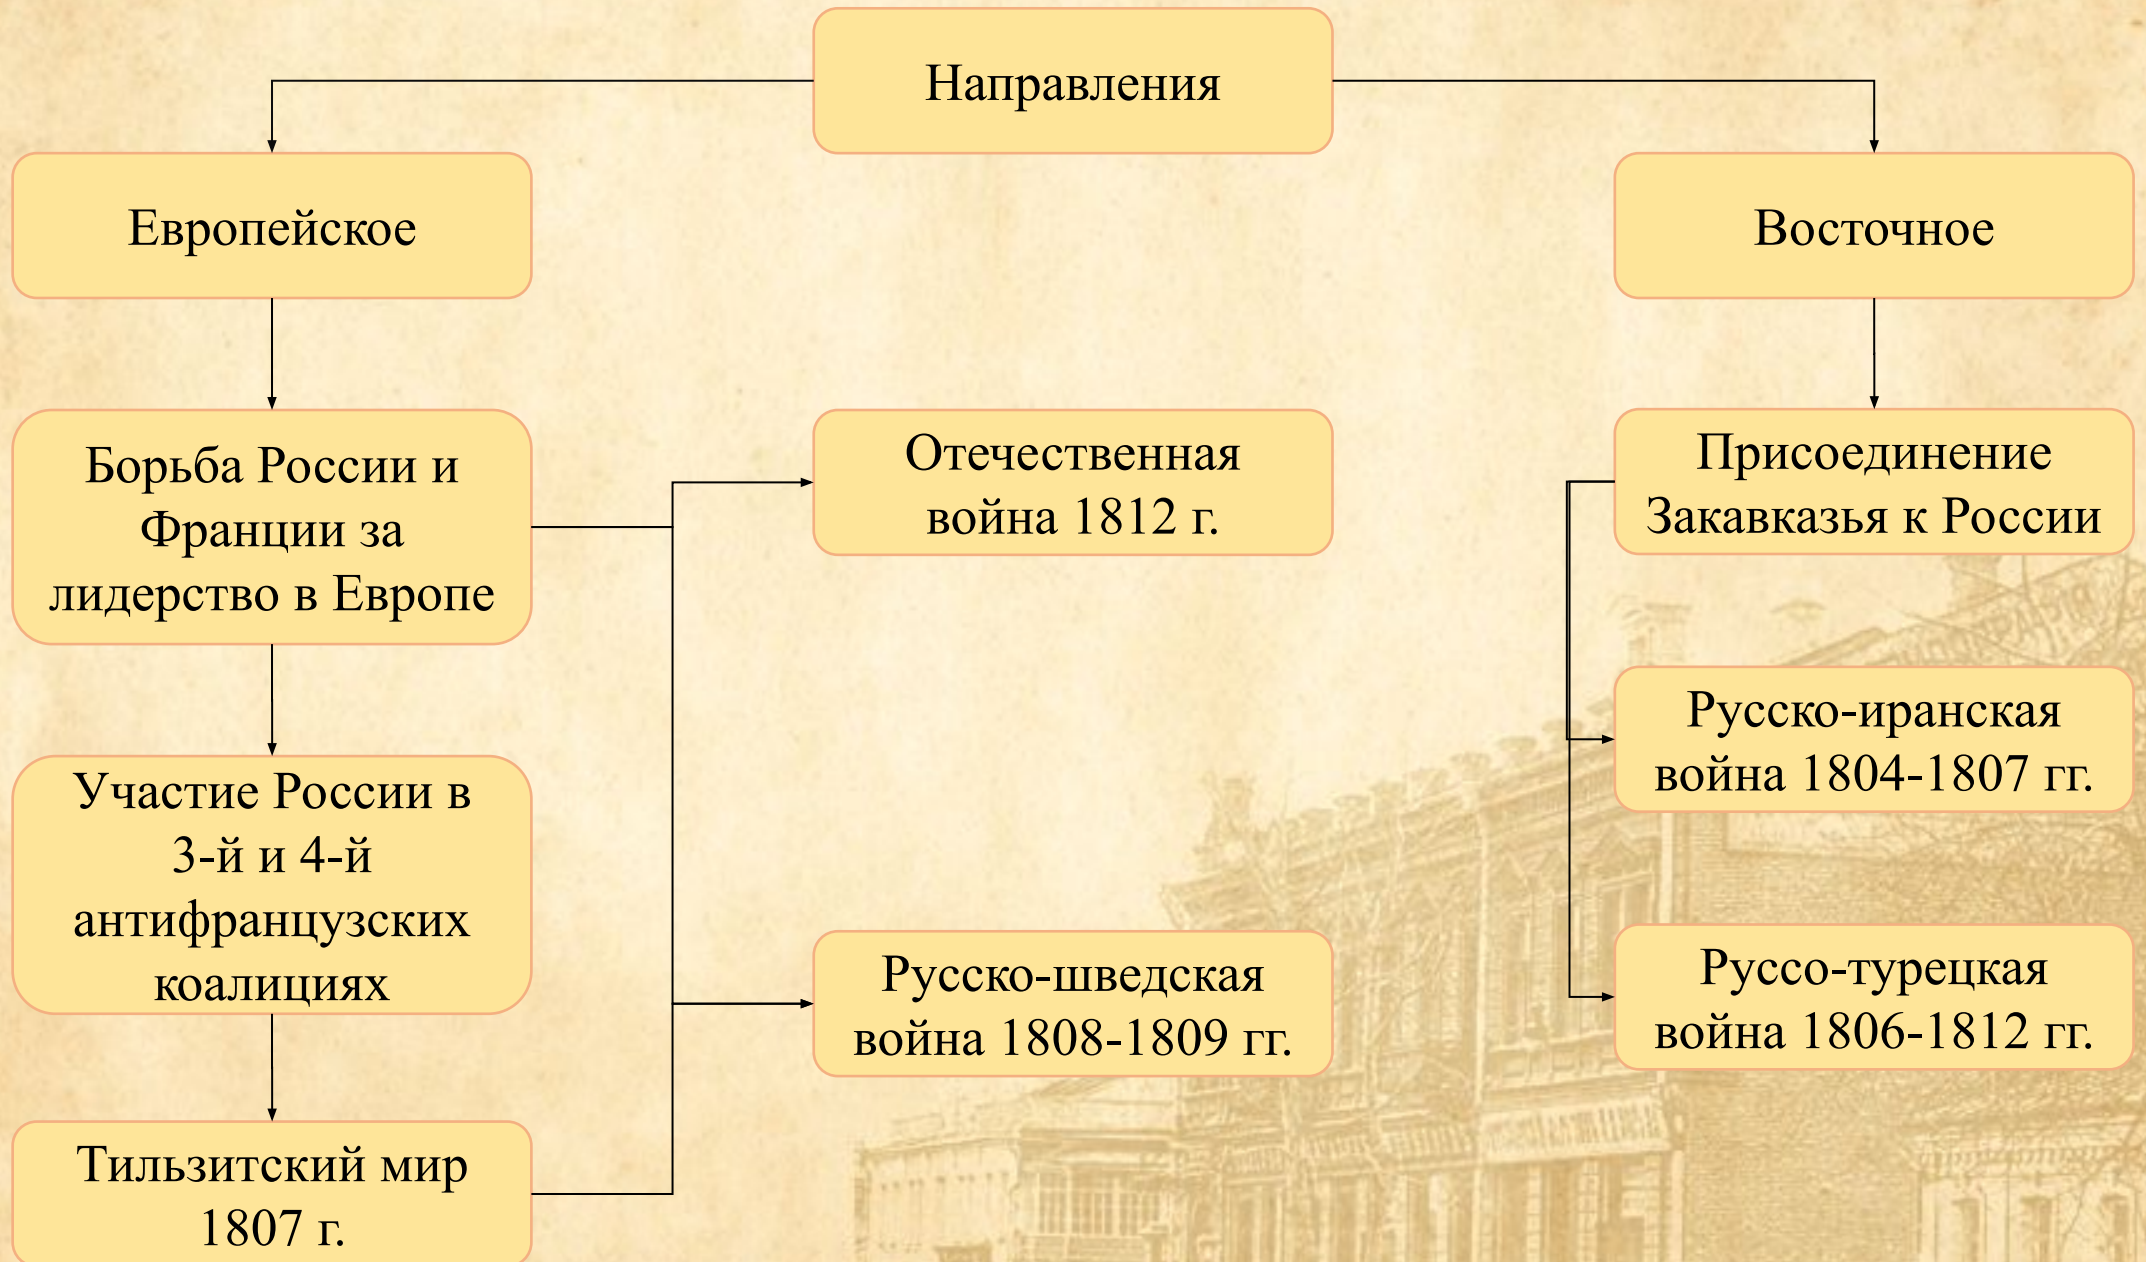 Направления
Европейское
Восточное
Борьба России и
Франции за
лидерство в Европе
Отечественная
война 1812 г.
Присоединение
Закавказья к России
Участие России в
3-й и 4-й
антифранцузских
коалициях
Русско-иранская
война 1804-1807 гг.
Русско-шведская
война 1808-1809 гг.
Руссо-турецкая
война 1806-1812 гг.
Тильзитский мир
1807 г.